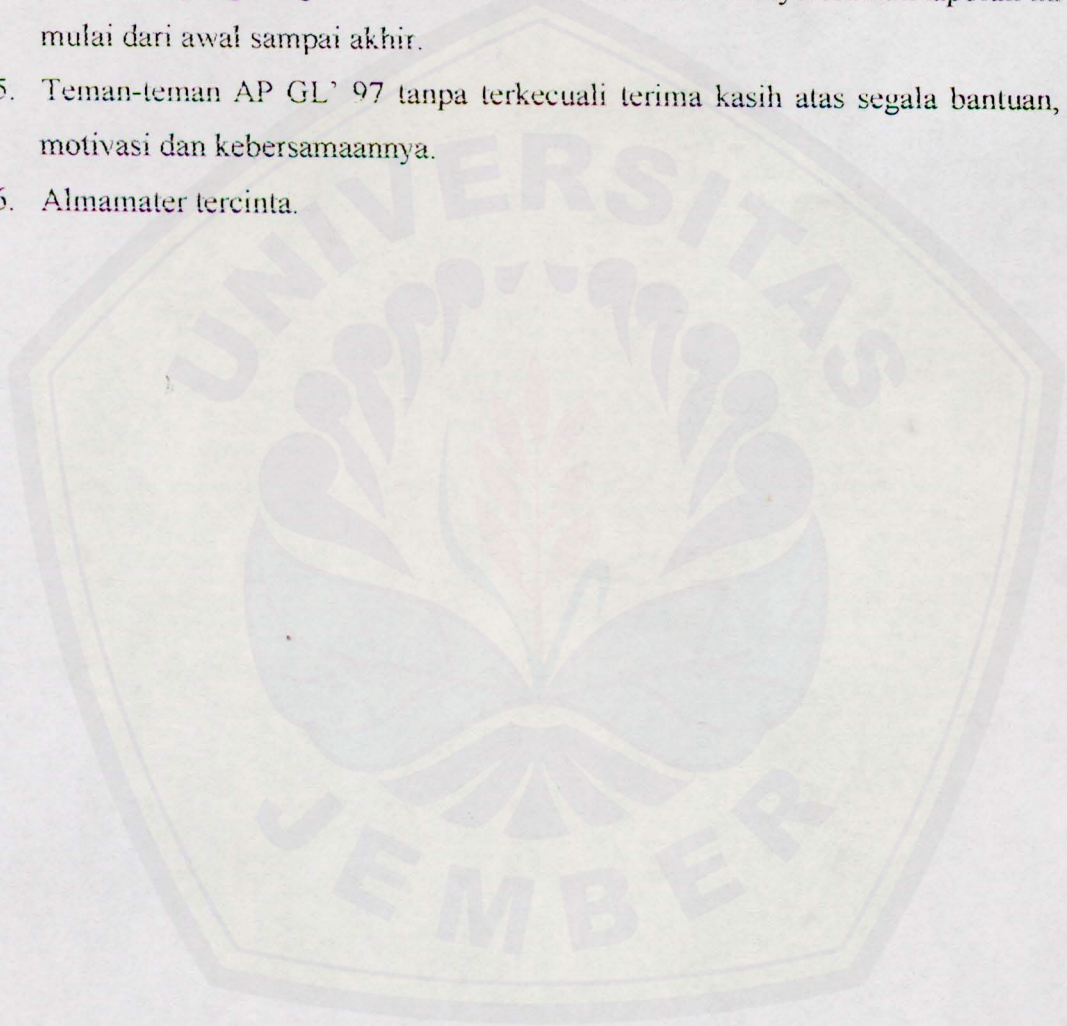 mulai dari awal sampai akhir.
5. Teman-teman AP GL' 97 tanpa terkecuali terima kasih atas segala bantuan,
motivasi dan kebersamaannya.
6. Almamater tercinta.
UNIVERSITAS
JEMBER